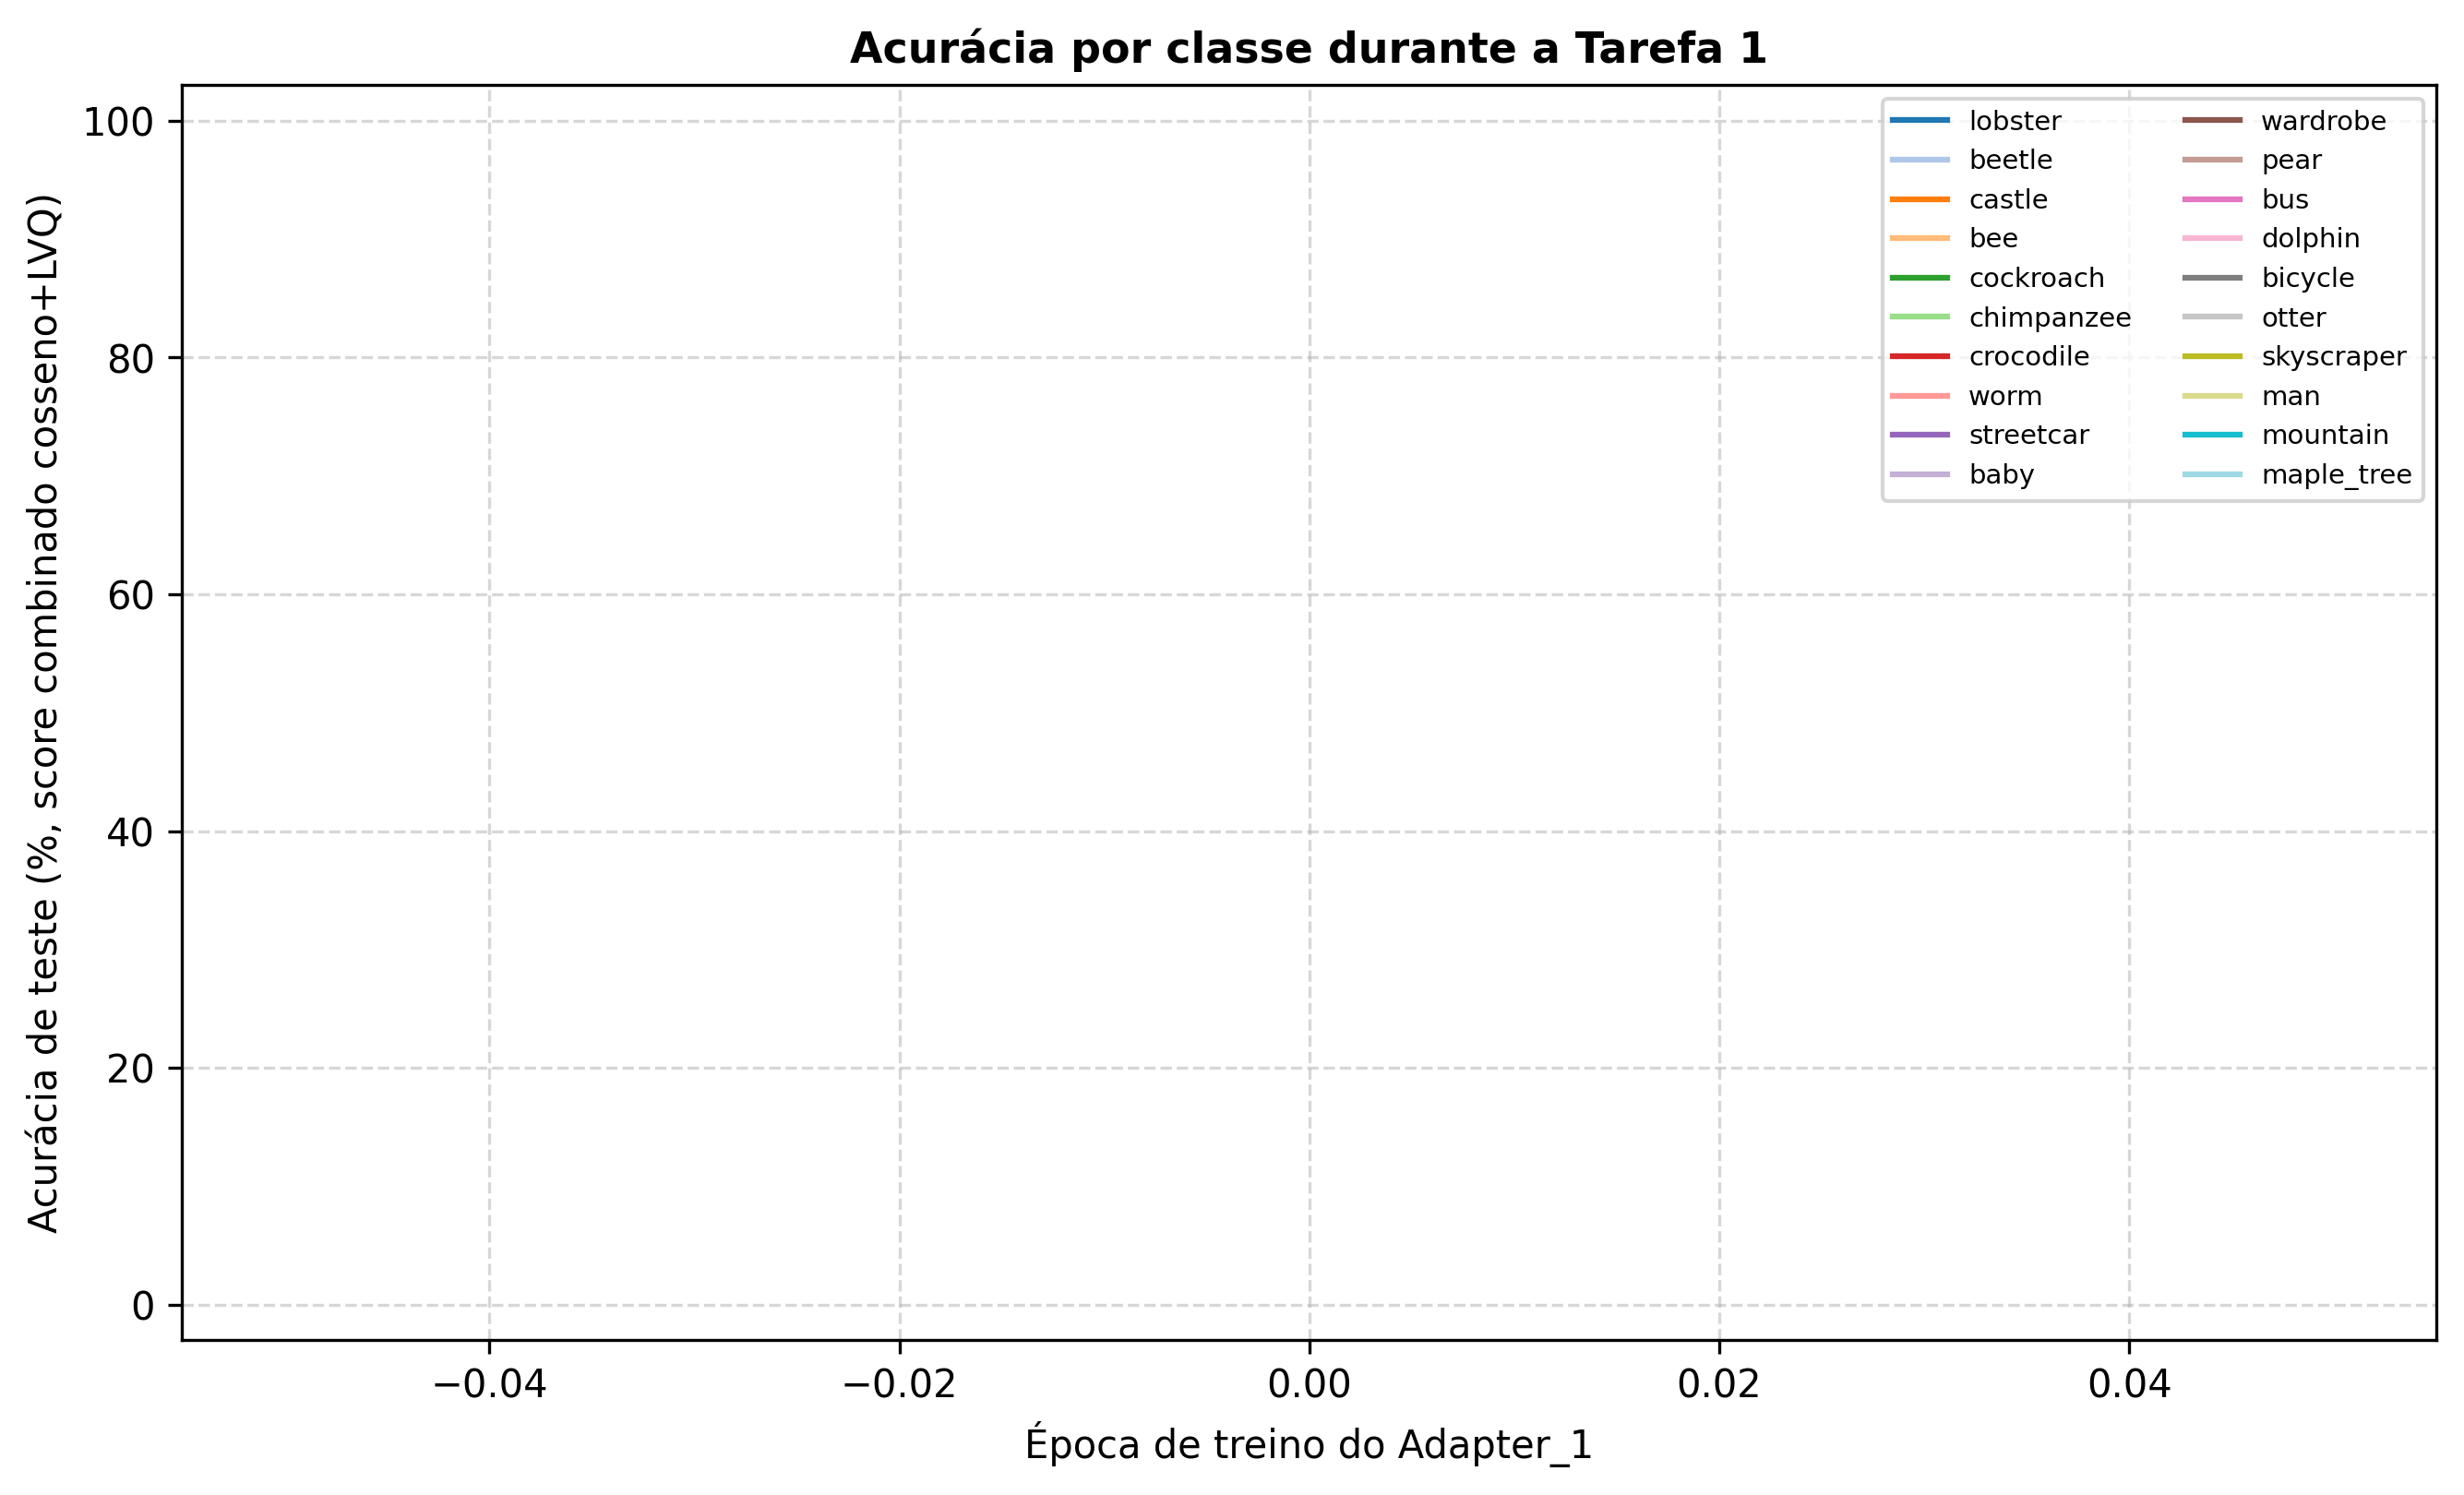 Acurácia por classe durante a Tarefa 1
Acurácia de teste (%, score combinado cosseno+LVQ)
100
80
60
40
20
0
lobster
beetle
castle
bee
cockroach
chimpanzee
crocodile
worm
streetcar
baby
wardrobe
pear
bus
dolphin
bicycle
otter
skyscraper
man
mountain
maple_tree
−0.04
−0.02
0.00
0.02
0.04
Época de treino do Adapter_1